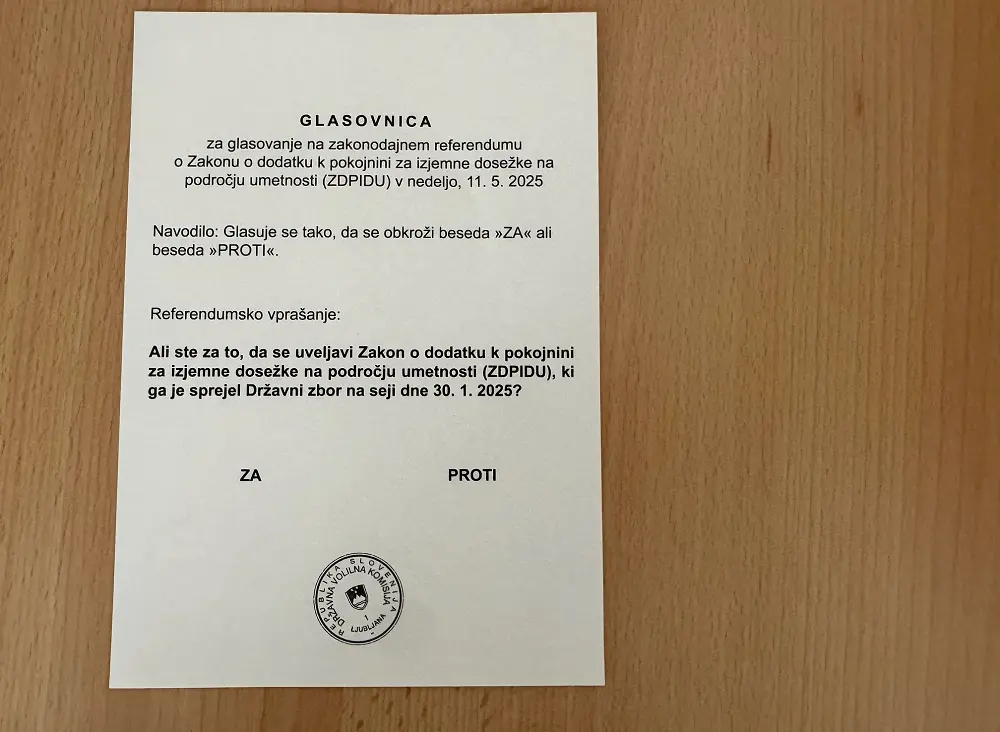 GLASOVNICA
za glasovanje na zakonodajnem referendumu
o Zakonu o dodatku k pokojnini za izjemne dosežke na
področju umetnosti (ZDPIDU) v nedeljo, 11. 5. 2025
Navodilo: Glasuje se tako, da se obkroži beseda »ZA« ali
beseda »PROTI«.
Referendumsko vprašanje:
Ali ste za to, da se uveljavi Zakon o dodatku k pokojnini
za izjemne dosežke na področju umetnosti (ZDPIDU), ki
ga je sprejel Državni zbor na seji dne 30. 1. 2025?
ZA PROTI
REPUBLIKA SLOVENIJA
DRŽAVNA VOLILNA KOMISIJA
1
LJUBLJANA